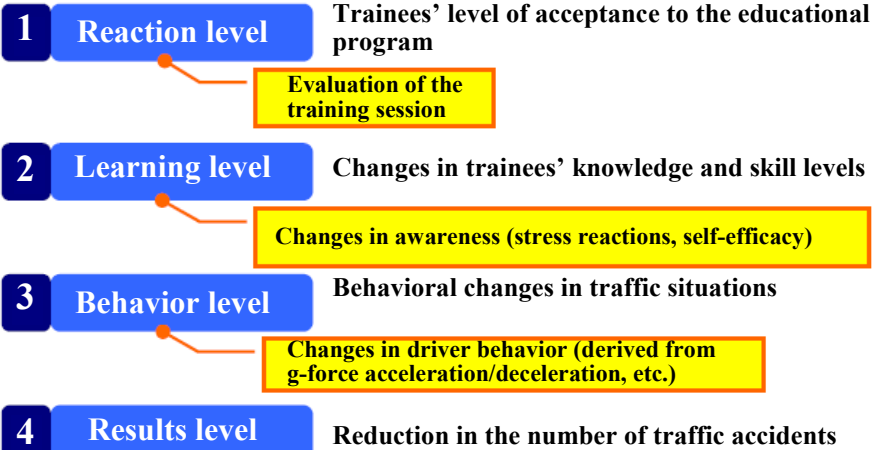 1 Reaction level
Trainees’ level of acceptance to the educational
program
Evaluation of the
training session
2 Learning level
Changes in trainees’ knowledge and skill levels
Changes in awareness (stress reactions, self-efficacy)
3 Behavior level
Behavioral changes in traffic situations
Changes in driver behavior (derived from
g-force acceleration/deceleration, etc.)
4 Results level
Reduction in the number of traffic accidents